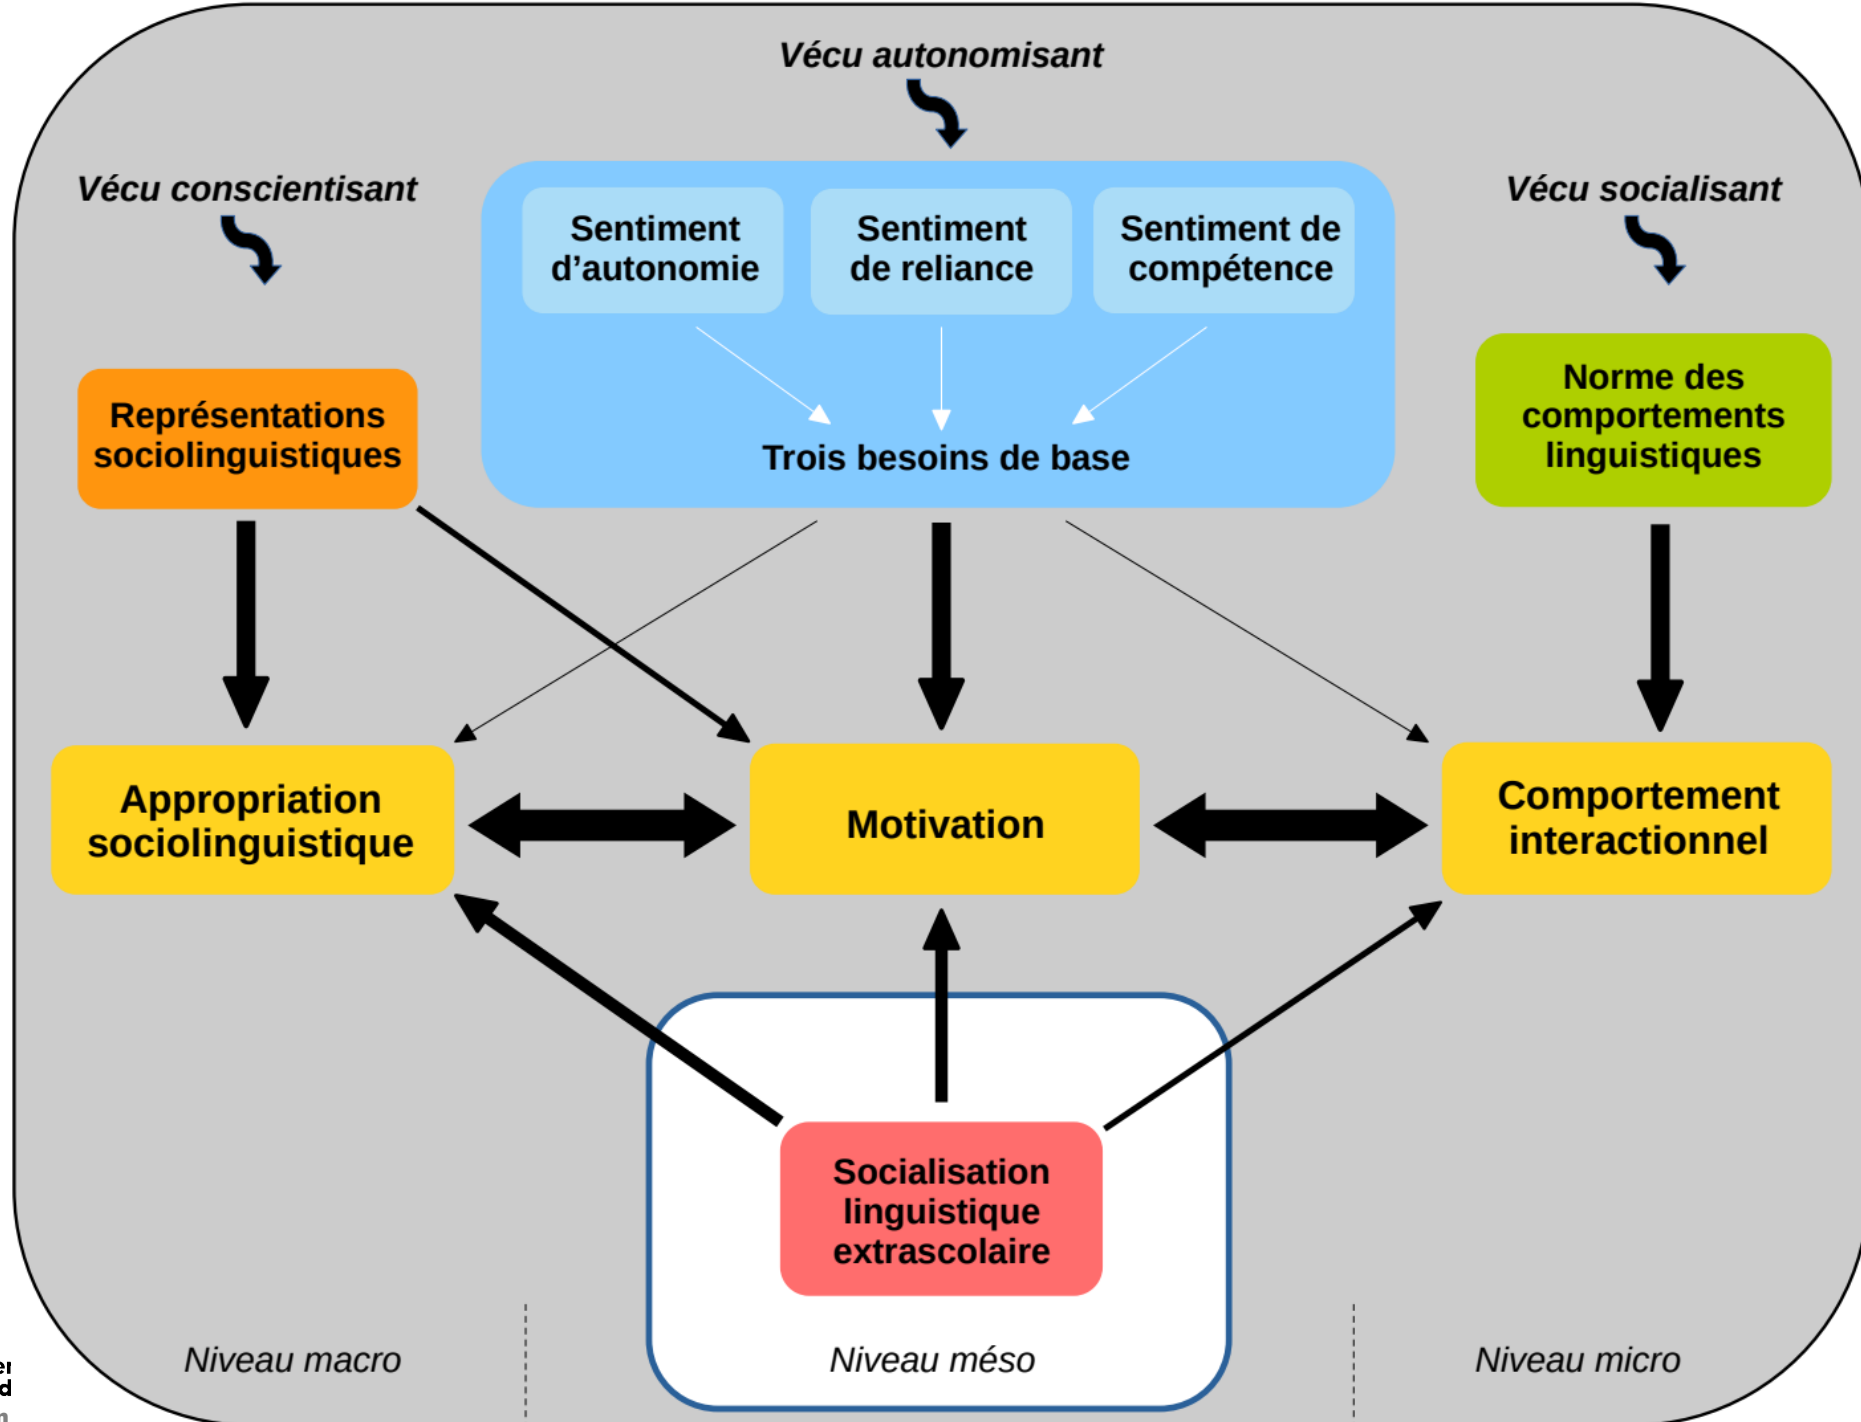 Vécu autonomisant
Vécu conscientisant
Vécu socialisant
Sentiment
d’autonomie
Sentiment
de reliance
Sentiment de
compétence
Trois besoins de base
Représentations
sociolinguistiques
Norme des
comportements
linguistiques
Appropriation
sociolinguistique
Motivation
Comportement
interactionnel
Socialisation
linguistique
extrascolaire
Niveau macro
Niveau méso
Niveau micro